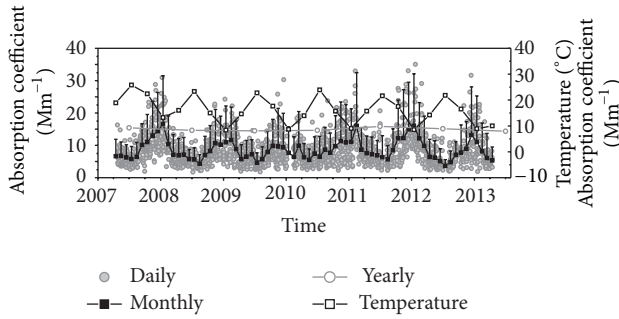 Absorption coefficient
(Mm−1)
40
30
20
10
0
40
30
20
10
0
−10
Temperature (°C)
Absorption coefficient
(Mm−1)
2007 2008 2009 2010 2011 2012 2013
Time
Daily
Yearly
Monthly
Temperature